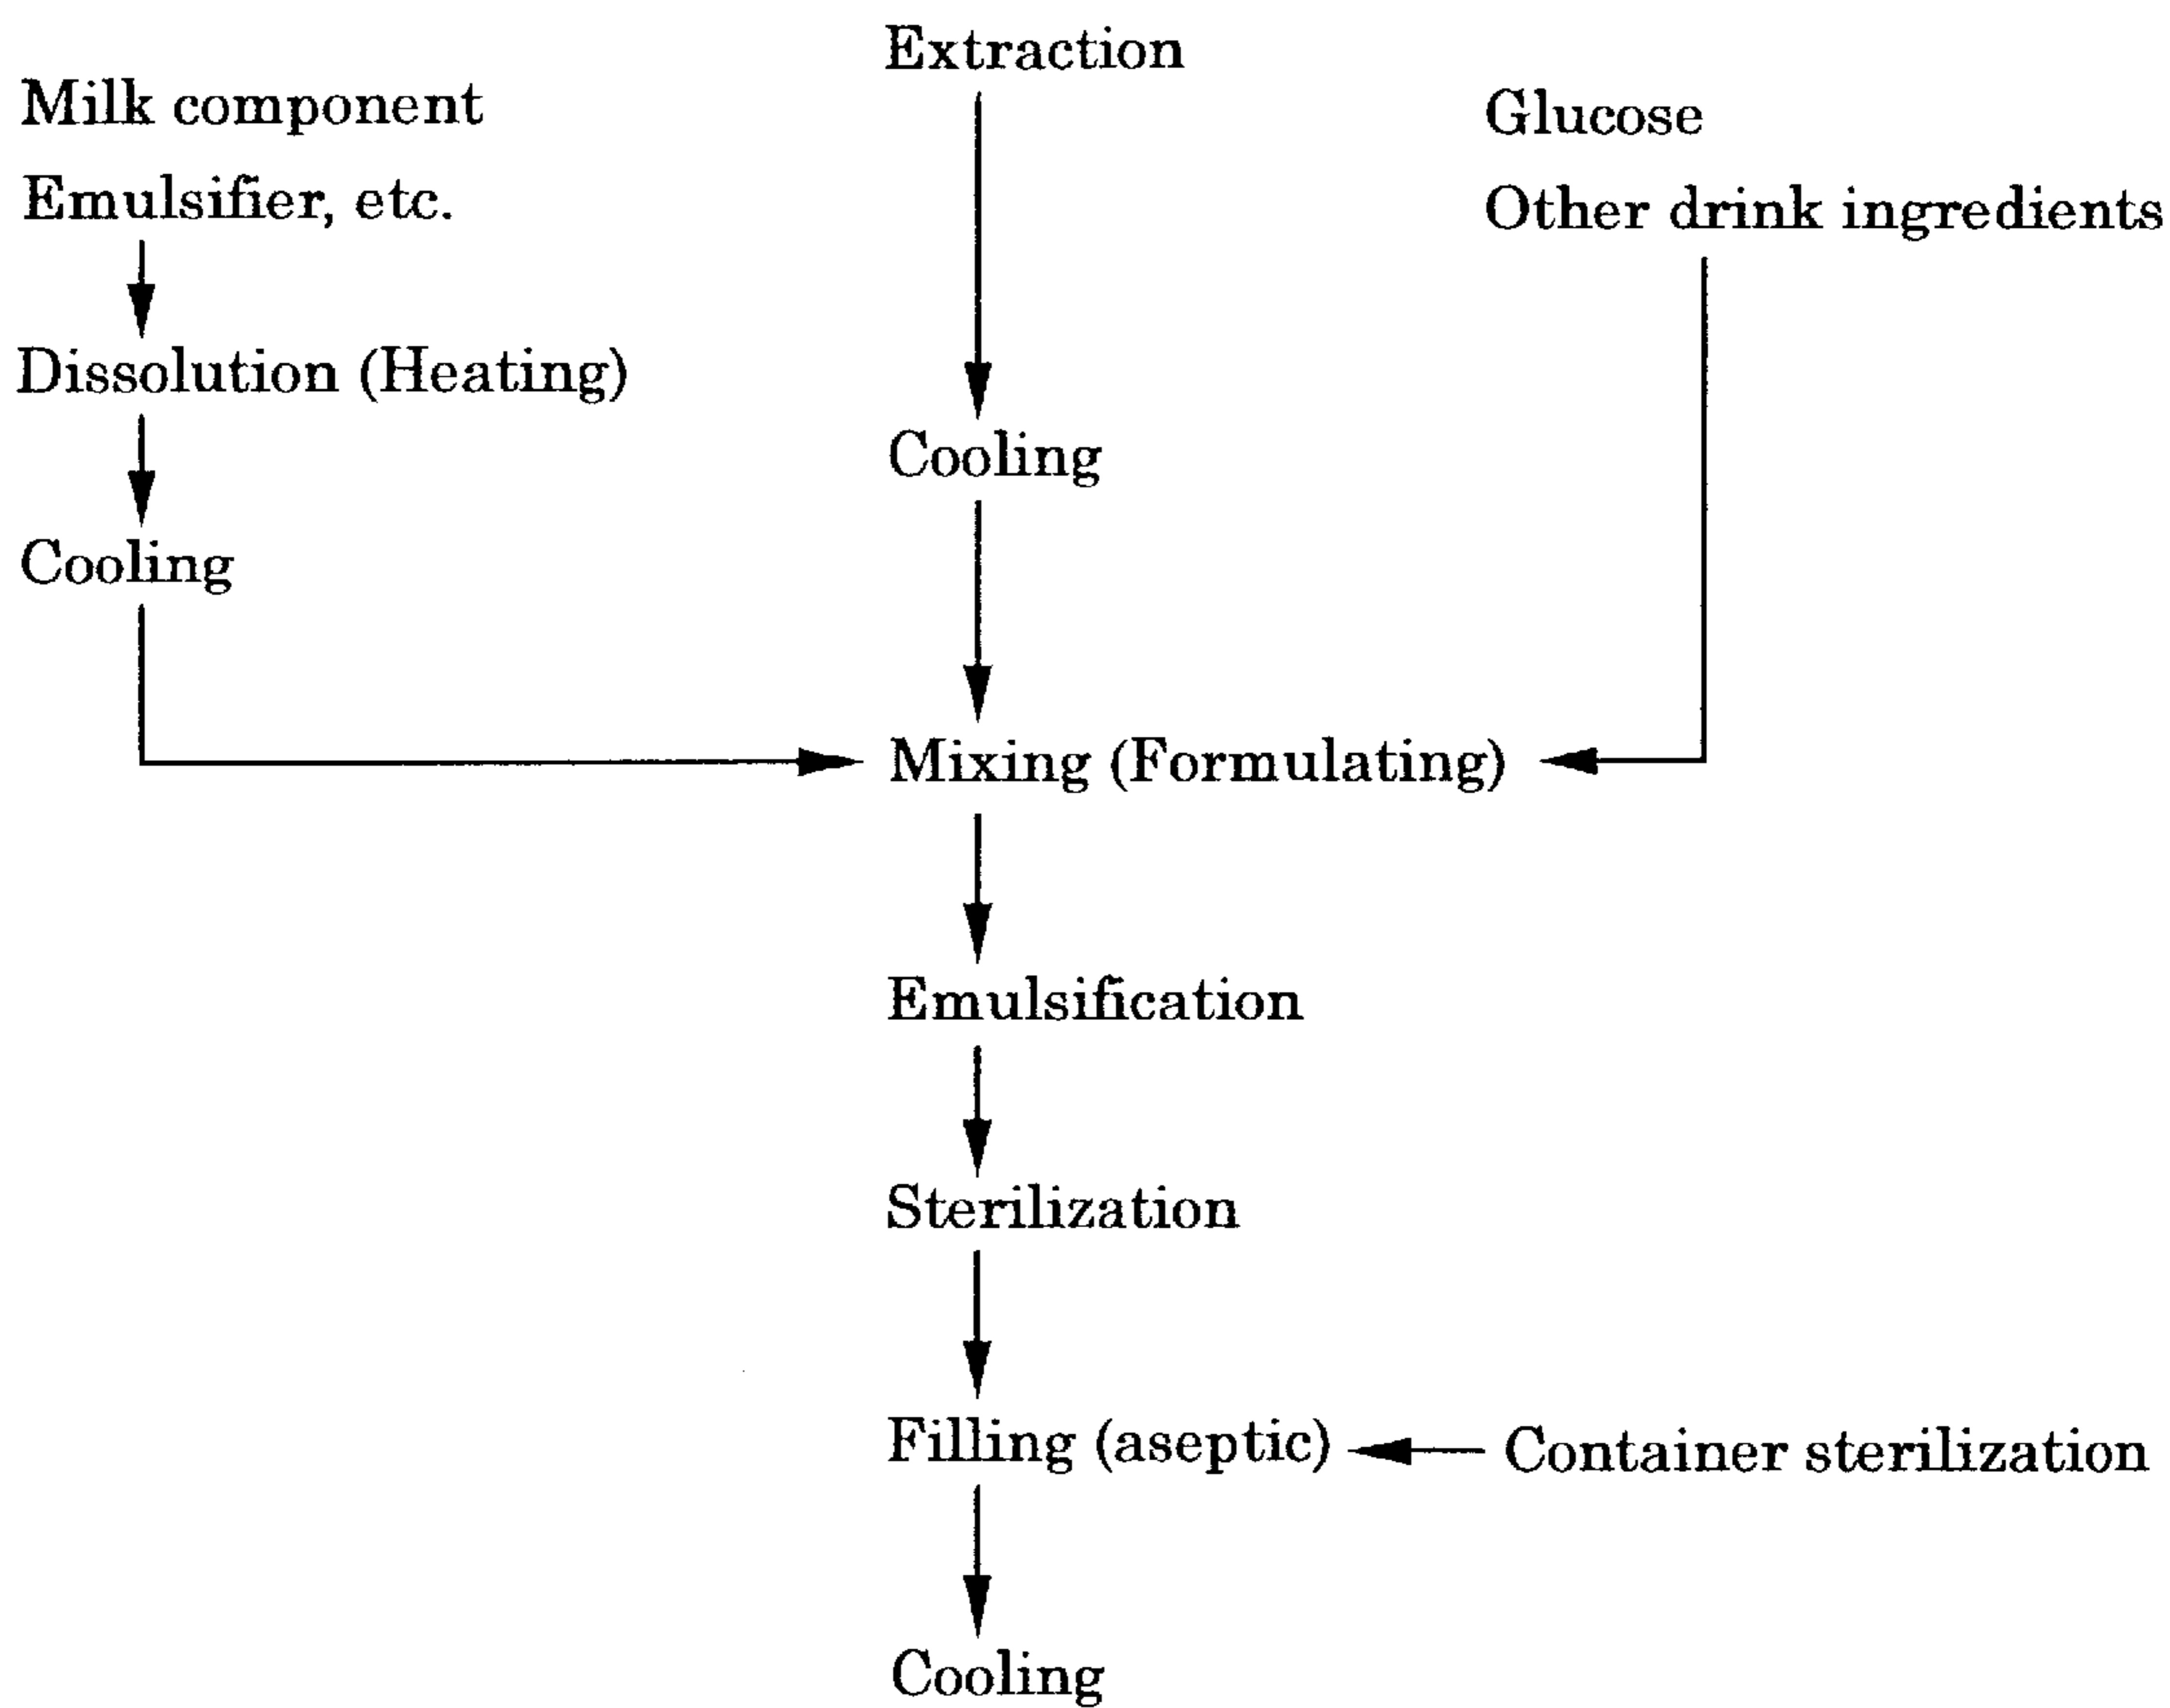 Extraction
Milk component
Emulsifier, etc.
Glucose
Other drink ingredients
Dissolution (Heating)
Cooling
Cooling
Mixing (Formulating)
Emulsification
Sterilization
Filling (aseptic)
Container sterilization
Cooling